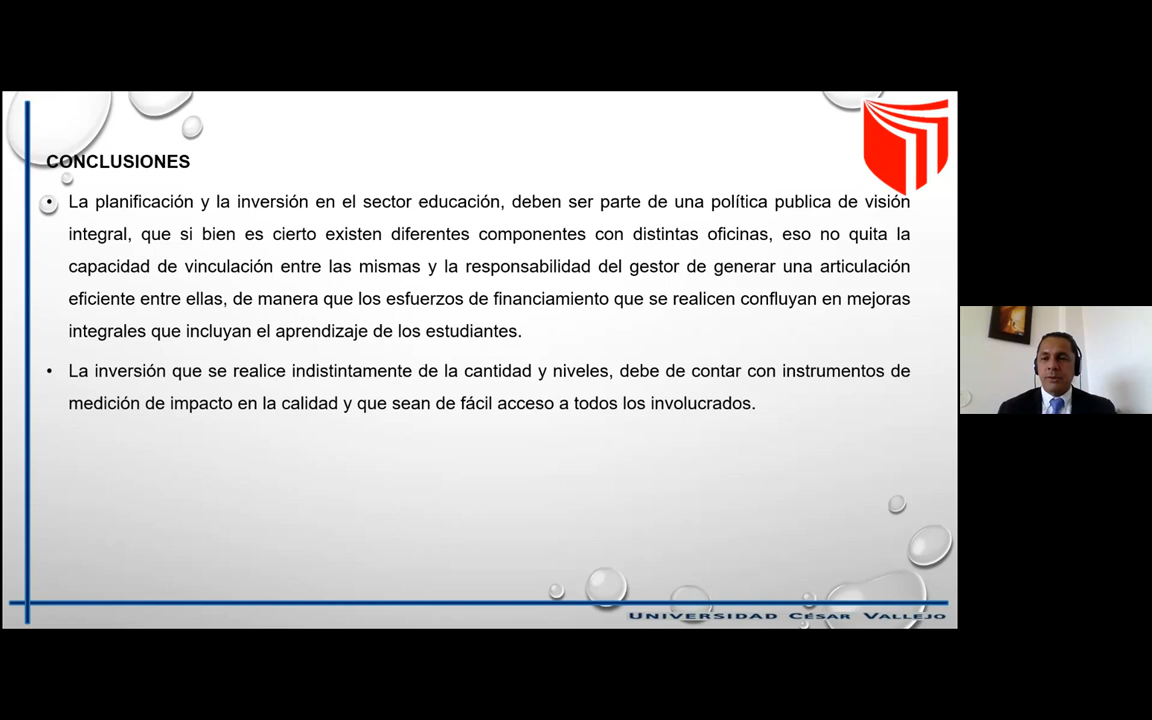 CONCLUSIONES
• La planificación y la inversión en el sector educación, deben ser parte de una política publica de visión
integral, que si bien es cierto existen diferentes componentes con distintas oficinas, eso no quita la
capacidad de vinculación entre las mismas y la responsabilidad del gestor de generar una articulación
eficiente entre ellas, de manera que los esfuerzos de financiamiento que se realicen confluyan en mejoras
integrales que incluyan el aprendizaje de los estudiantes.
• La inversión que se realice indistintamente de la cantidad y niveles, debe de contar con instrumentos de
medición de impacto en la calidad y que sean de fácil acceso a todos los involucrados.
UNIVERSIDAD CÉSAR VALLEJO